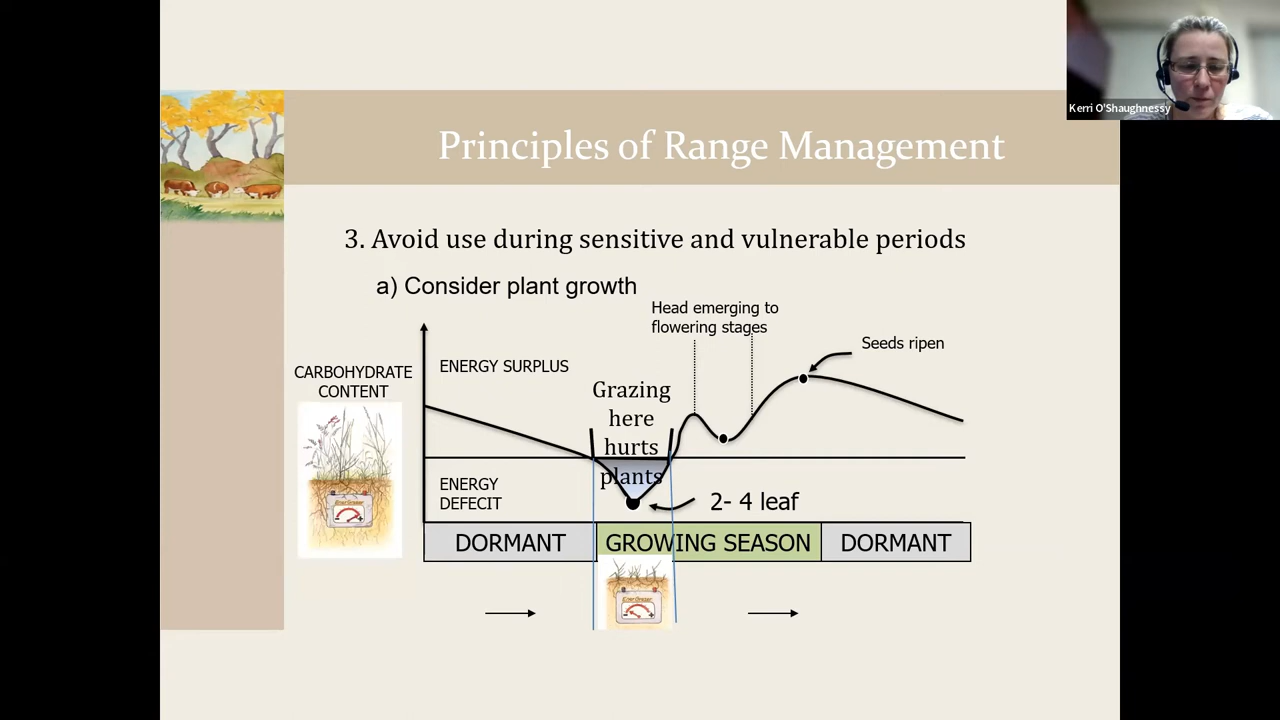 Kerri O'Shaughnessy
Principles of Range Management
3. Avoid use during sensitive and vulnerable periods
a) Consider plant growth
Head emerging to
flowering stages
Seeds ripen
CARBOHYDRATE
CONTENT
ENERGY SURPLUS
Grazing
here
hurts
plants
ENERGY
DEFICIT
2- 4 leaf
DORMANT
GROWING SEASON
DORMANT